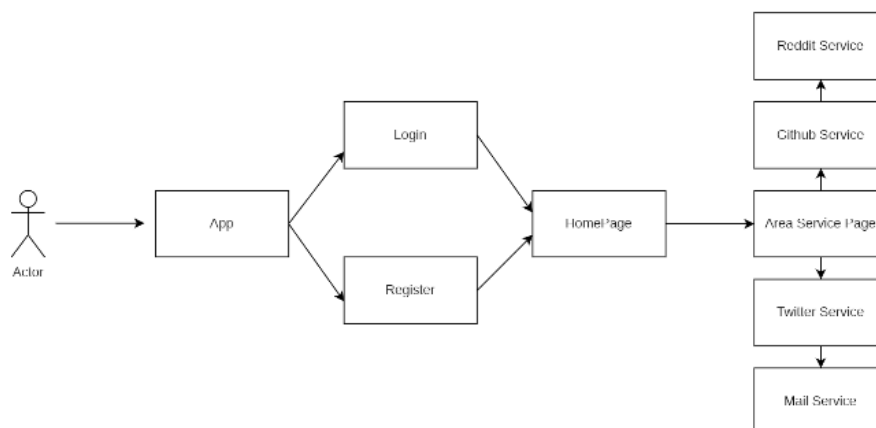 Reddit Service
Login
Github Service
App
HomePage
Area Service Page
Actor
Register
Twitter Service
Mail Service